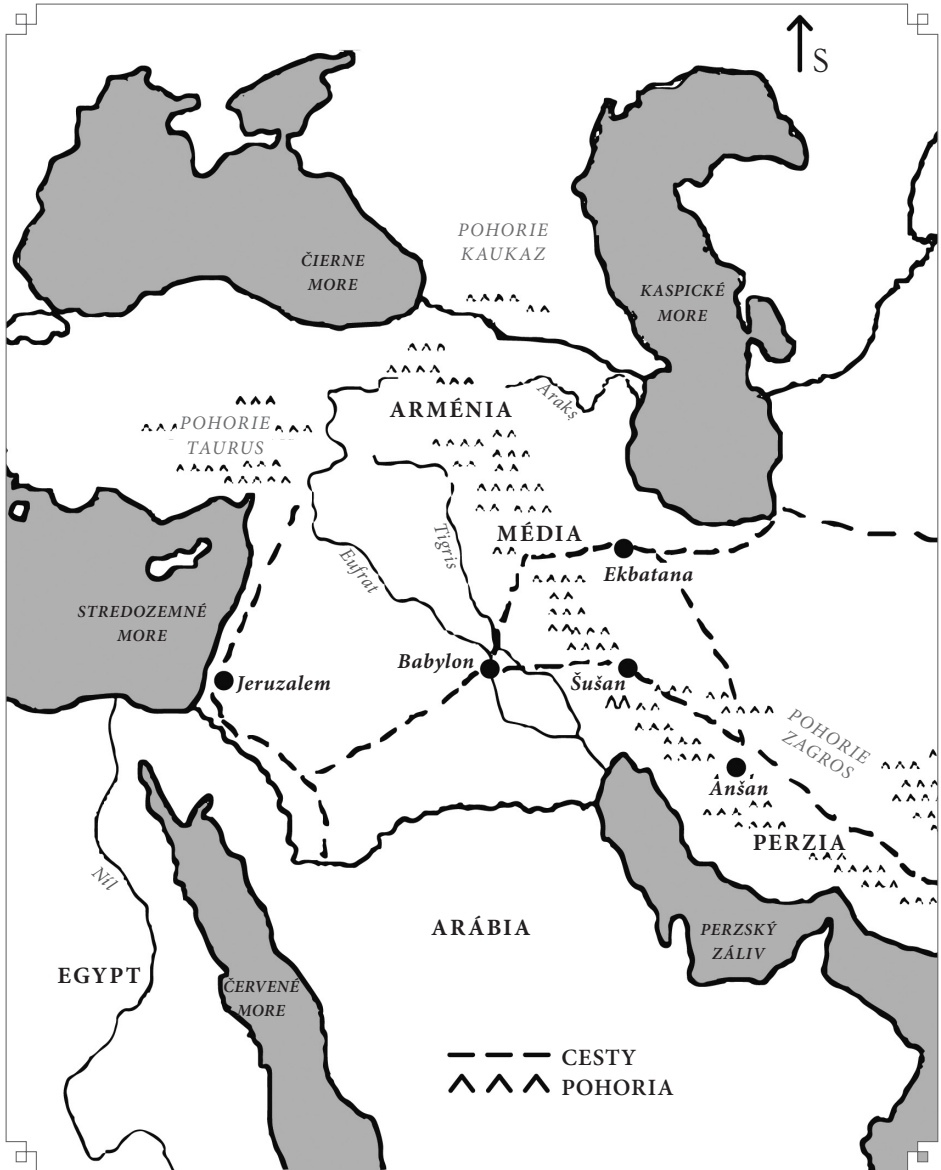 S
POHORIE
KAUKAZ
ČIERNE
MORE
KASPICKÉ
MORE
Araks
ARMÉNIA
POHORIE
TAURUS
Tigris
MÉDIA
Eufrat
Ekbatana
STREDOZEMNÉ
MORE
Babylon
Jeruzalem
Šušan
POHORIE
ZAGROS
Anšan
PERZIA
Níl
ARÁBIA
PERZSKÝ
ZÁLIV
EGYPT
ČERVENÉ
MORE
CESTY
POHORIA